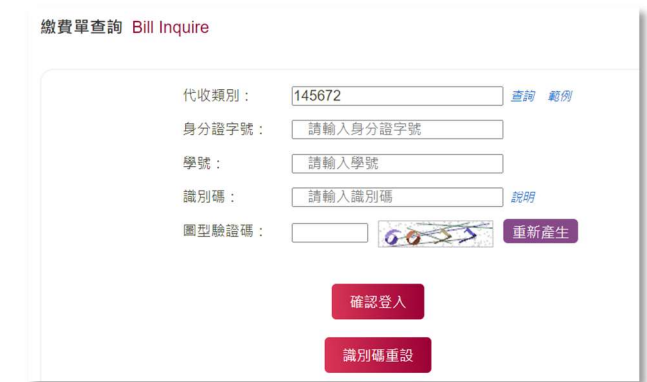 繳費單查詢 Bill Inquire
代收類別： 145672 查詢 範例
身分證字號： 請輸入身分證字號
學號： 請輸入學號
識別碼： 請輸入識別碼 說明
圖型驗證碼： 重新產生
確認登入
識別碼重設